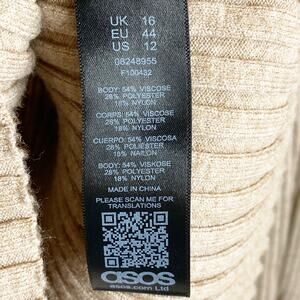 UK 16
EU 44
US 12
08248955
F100432
BODY: 54% VISCOSE
28% POLYESTER
18% NYLON
CORPS: 54% VISCOSE
28% POLYESTER
18% NYLON
CUERPO: 54% VISCOSA
28% POLIÉSTER
18% NAILON
BODY: 54% VISKOSE
28% POLYESTER
18% NYLON
MADE IN CHINA
PLEASE SCAN ME FOR
TRANSLATIONS
asos
asos.com Ltd